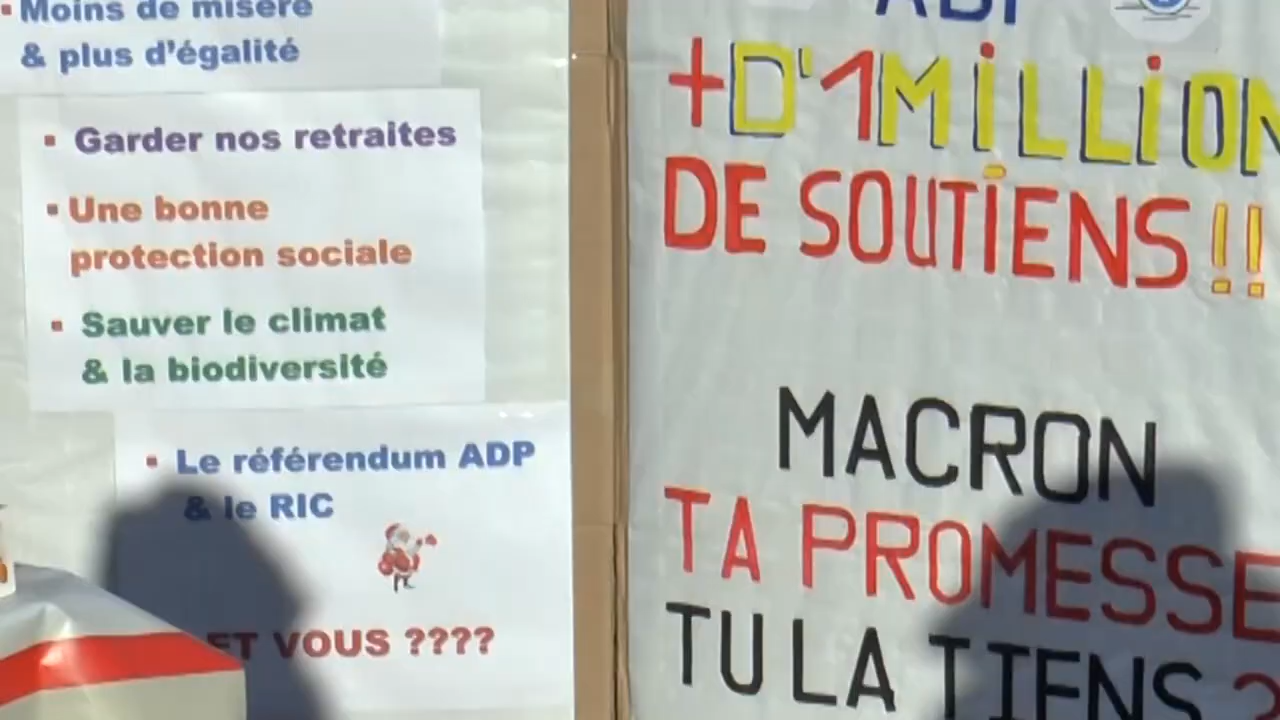 Moins de misère
& plus d'égalité
Garder nos retraites
Une bonne
protection sociale
Sauver le climat
& la biodiversité
Le référendum ADP
& le RIC
ET VOUS ????
ADP
+D'1MiLLiON
DE SOUTIENS!!
MACRON
TA PROMESSE
TU LA TIENS ?